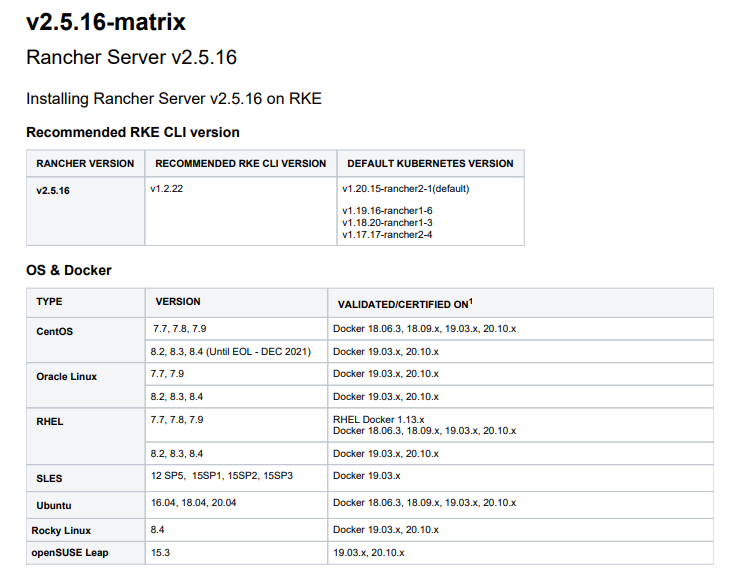 v2.5.16-matrix
Rancher Server v2.5.16
Installing Rancher Server v2.5.16 on RKE
Recommended RKE CLI version
RANCHER VERSION RECOMMENDED RKE CLI VERSION DEFAULT KUBERNETES VERSION
v2.5.16 v1.2.22 v1.20.15-rancher2-1(default)
v1.19.16-rancher1-6
v1.18.20-rancher1-3
v1.17.17-rancher2-4
OS & Docker
TYPE VERSION VALIDATED/CERTIFIED ON1
CentOS 7.7, 7.8, 7.9 Docker 18.06.3, 18.09.x, 19.03.x, 20.10.x
8.2, 8.3, 8.4 (Until EOL - DEC 2021) Docker 19.03.x, 20.10.x
Oracle Linux 7.7, 7.9 Docker 19.03.x, 20.10.x
8.2, 8.3, 8.4 Docker 19.03.x, 20.10.x
RHEL 7.7, 7.8, 7.9 RHEL Docker 1.13.x
Docker 18.06.3, 18.09.x, 19.03.x, 20.10.x
8.2, 8.3, 8.4 Docker 19.03.x, 20.10.x
SLES 12 SP5, 15SP1, 15SP2, 15SP3 Docker 19.03.x
Ubuntu 16.04, 18.04, 20.04 Docker 18.06.3, 18.09.x, 19.03.x, 20.10.x
Rocky Linux 8.4 Docker 19.03.x, 20.10.x
openSUSE Leap 15.3 19.03.x, 20.10.x